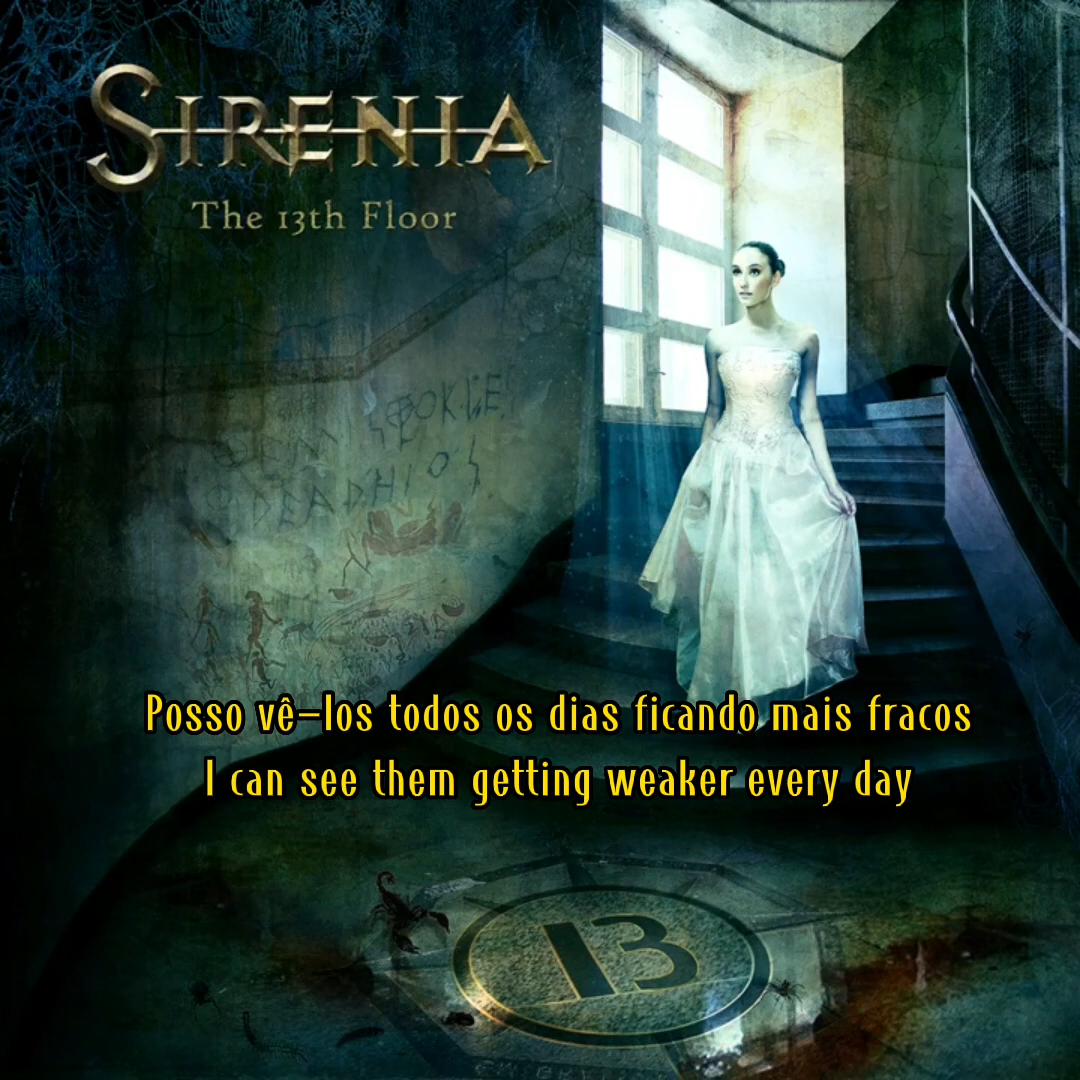 SIRENIA
The 13th Floor
Posso vê-los todos os dias ficando mais fracos
I can see them getting weaker every day
13